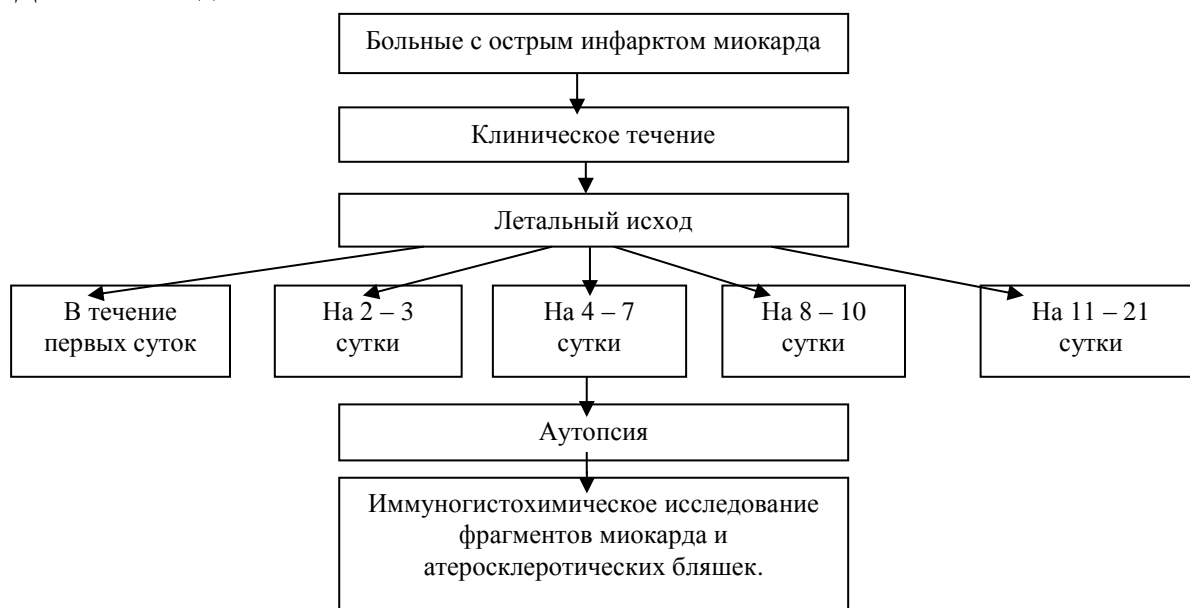 Больные с острым инфарктом миокарда
Клиническое течение
Летальный исход
В течение
первых суток
На 2 – 3
сутки
На 4 – 7
сутки
На 8 – 10
сутки
На 11 – 21
сутки
Аутопсия
Иммуногистохимическое исследование
фрагментов миокарда и
атеросклеротических бляшек.